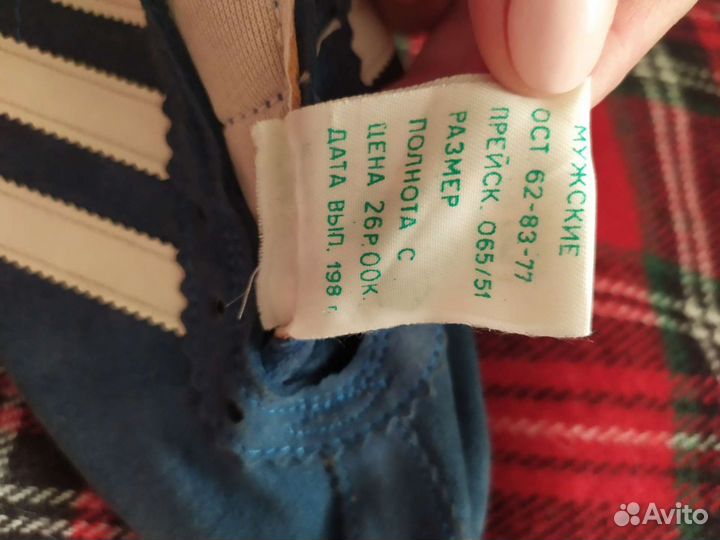 МУЖСКИЕ
ОСТ 62-83-77
ПРЕЙСК. 065/51
РАЗМЕР
ПОЛНОТА С
ЦЕНА 26Р.00К.
ДАТА ВЫП. 198 г.
Avito